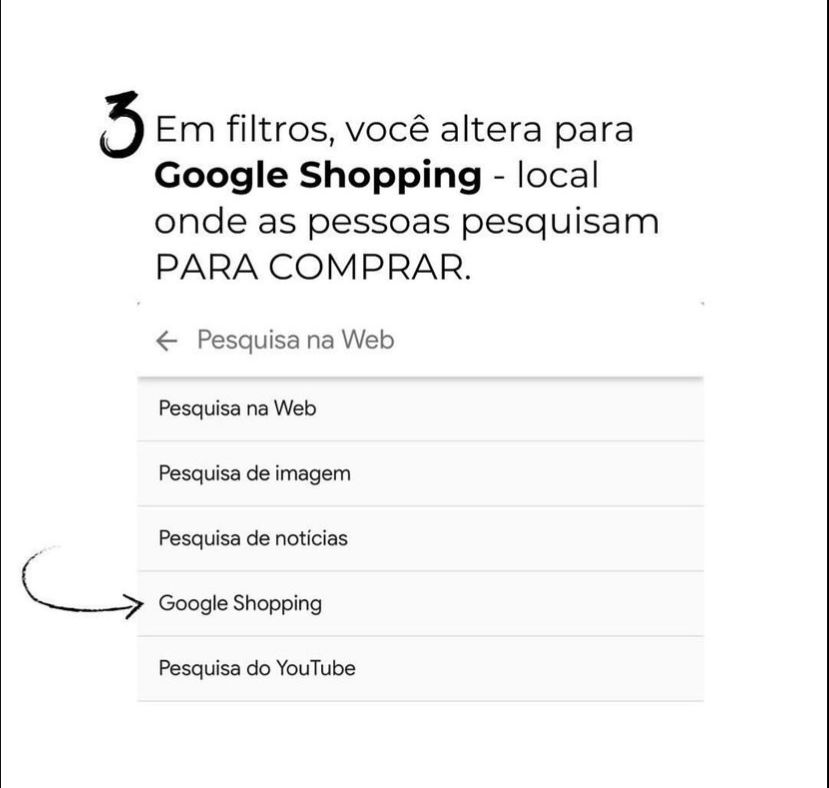 3
Em filtros, você altera para
Google Shopping - local
onde as pessoas pesquisam
PARA COMPRAR.
← Pesquisa na Web
Pesquisa na Web
Pesquisa de imagem
Pesquisa de notícias
Google Shopping
Pesquisa do YouTube